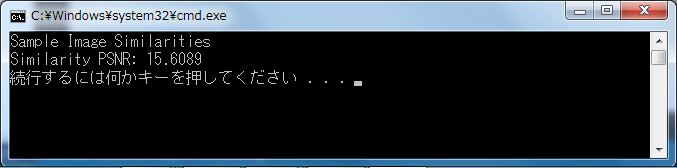 C:¥Windows¥system32¥cmd.exe
Sample Image Similarities
Similarity PSNR: 15.6089
続行するには何かキーを押してください . . .